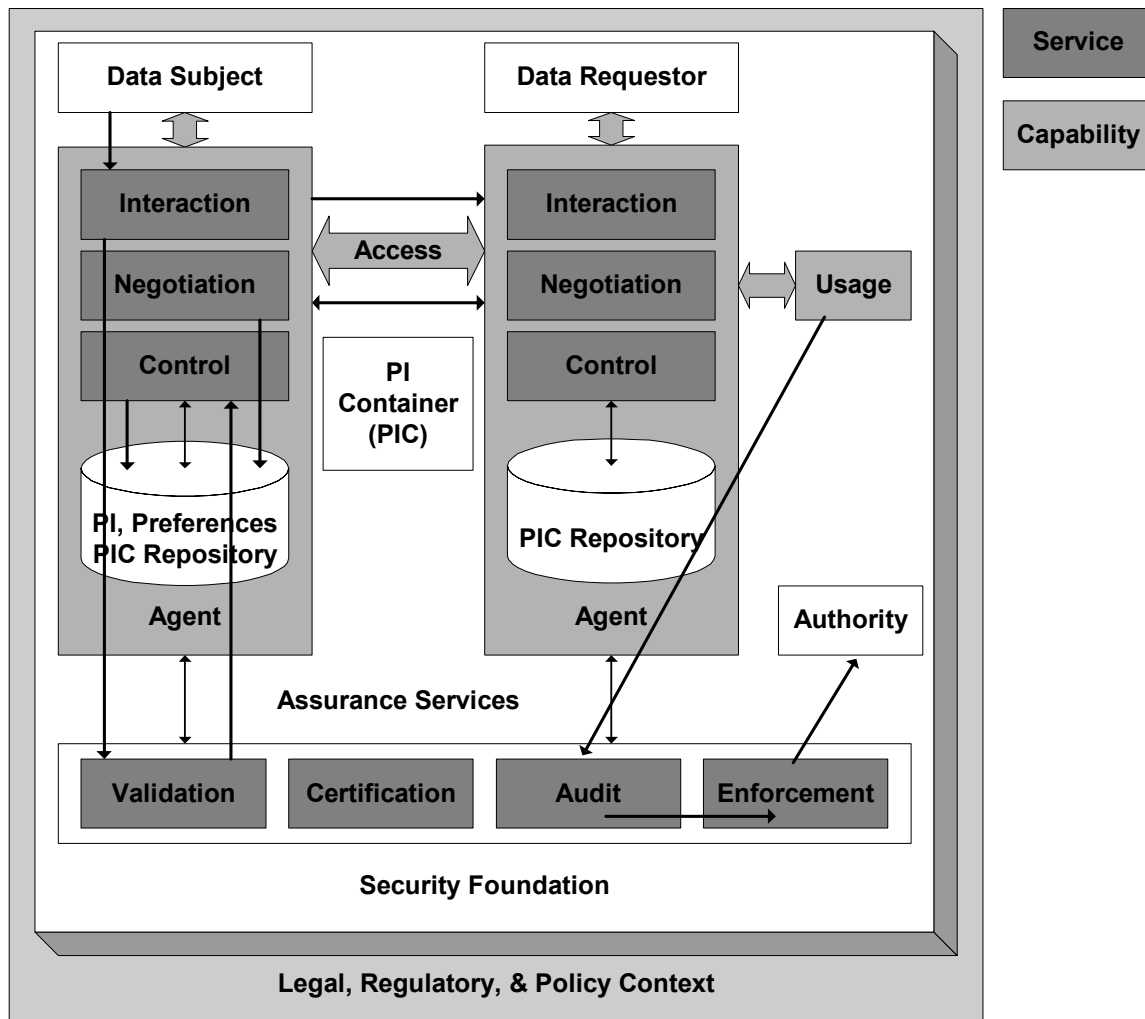 Data Subject
Data Requestor
Service
Capability
Interaction
Negotiation
Control
PI, Preferences
PIC Repository
Agent
Access
PI
Container
(PIC)
Interaction
Negotiation
Control
PIC Repository
Agent
Usage
Authority
Assurance Services
Validation
Certification
Audit
Enforcement
Security Foundation
Legal, Regulatory, & Policy Context